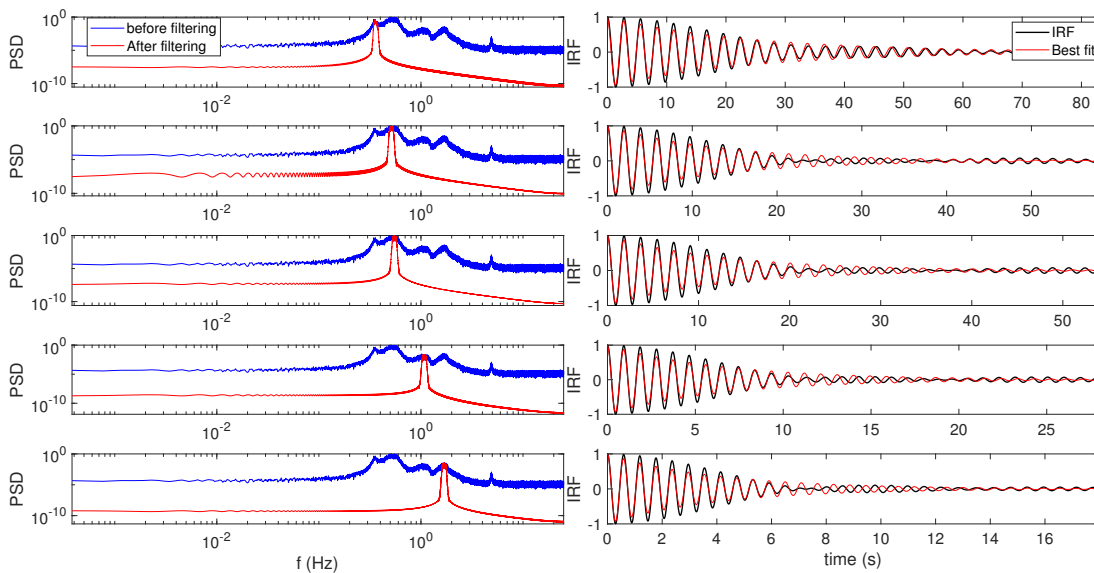 10^0
before filtering
After filtering
PSD
10^-10
10^-2
10^0
1
0
-1
IRF
IRF
Best fit
0 10 20 30 40 50 60 70 80
10^0
PSD
10^-10
10^-2
10^0
1
0
-1
IRF
0 10 20 30 40 50
10^0
PSD
10^-10
10^-2
10^0
1
0
-1
IRF
0 10 20 30 40 50
10^0
PSD
10^-10
10^-2
10^0
1
0
-1
IRF
0 5 10 15 20 25
10^0
PSD
10^-10
10^-2
10^0
f (Hz)
1
0
-1
IRF
0 2 4 6 8 10 12 14 16
time (s)